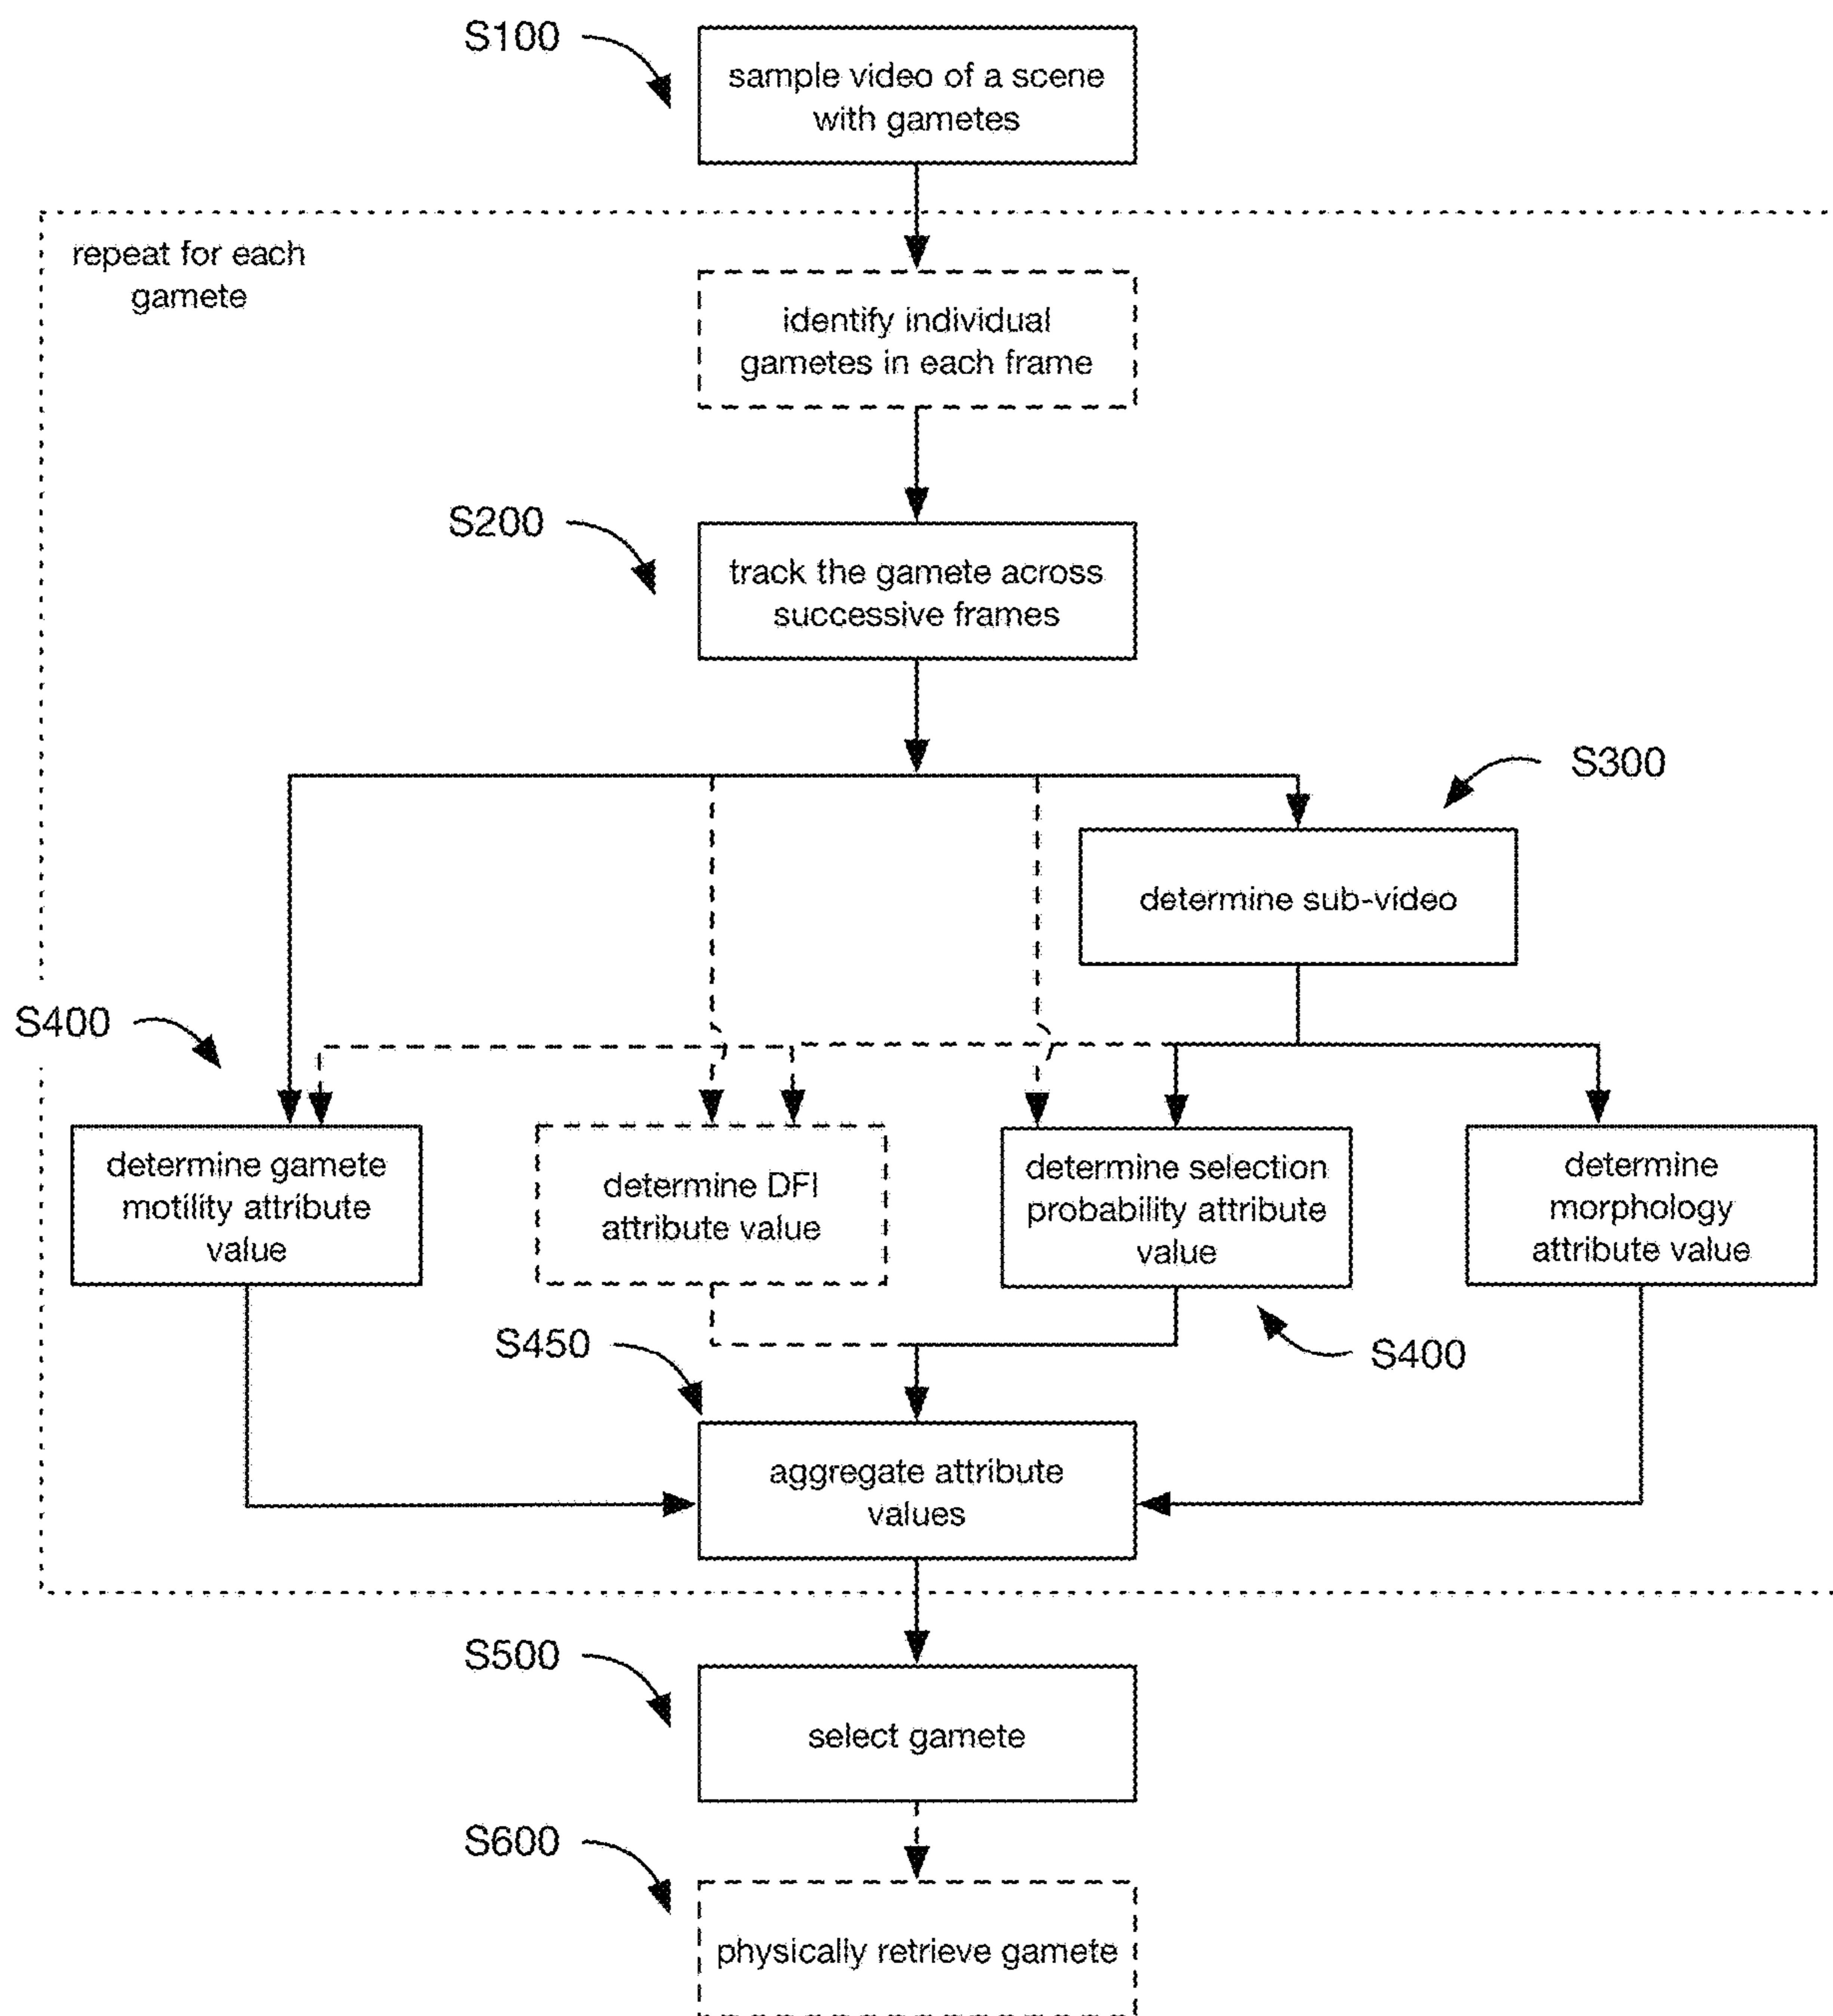 S100
sample video of a scene
with gametes
repeat for each
gamete
identify individual
gametes in each frame
S200
track the gamete across
successive frames
S300
determine sub-video
S400
determine gamete
motility attribute
value
determine DFI
attribute value
determine selection
probability attribute
value
determine
morphology
attribute value
S450
S400
aggregate attribute
values
S500
select gamete
S600
physically retrieve gamete